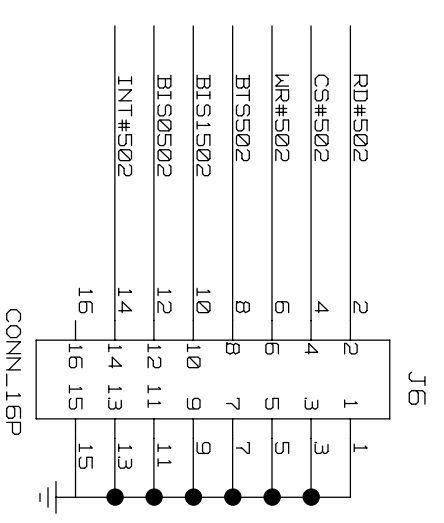 J6
RD#502
CS#502
WR#502
BTS502
BIS1502
BIS0502
INT#502
2
4
6
8
10
12
14
16
2 1
4 3
6 5
8 7
10 9
12 11
14 13
16 15
1
3
5
7
9
11
13
15
CONN_16P